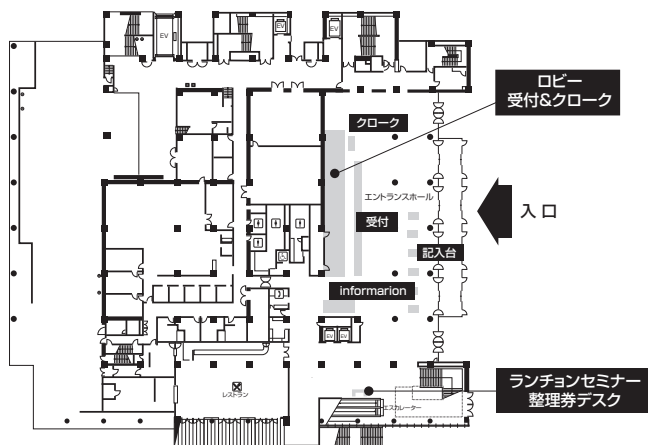 EV
EV
EV
ロビー
受付&クローク
クローク
エントランスホール
入口
受付
記入台
informarion
EV
EV
レストラン
ランチョンセミナー
整理券デスク
エスカレーター